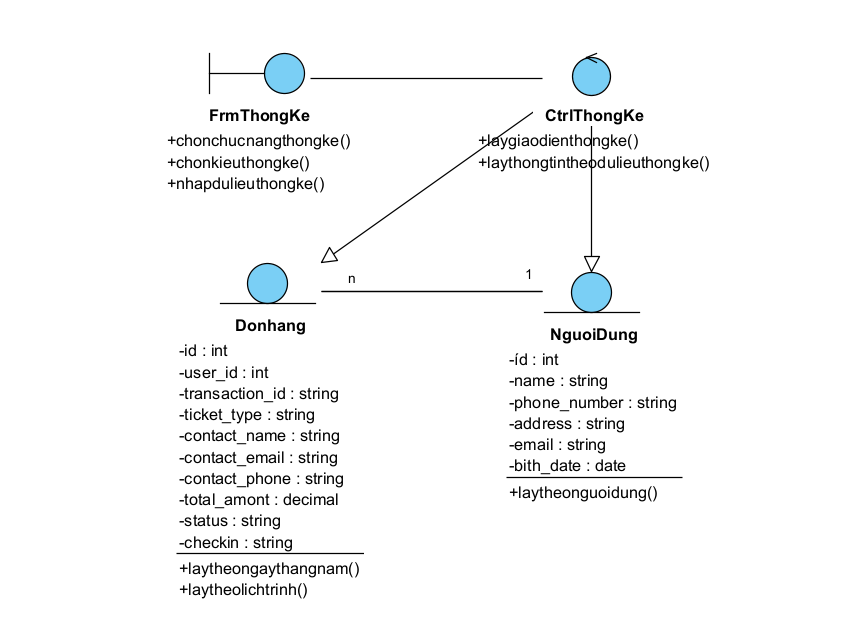 FrmThongKe
+chonchucnangthongke()
+chonkieuthongke()
+nhapdulieuthongke()
CtrlThongKe
+laygiaodienthongke()
+laythongtintheodulieuthongke()
n
1
Donhang
-id : int
-user_id : int
-transaction_id : string
-ticket_type : string
-contact_name : string
-contact_email : string
-contact_phone : string
-total_amont : decimal
-status : string
-checkin : string
+laytheongaythangnam()
+laytheolichtrinh()
NguoiDung
-íd : int
-name : string
-phone_number : string
-address : string
-email : string
-bith_date : date
+laytheonguoidung()